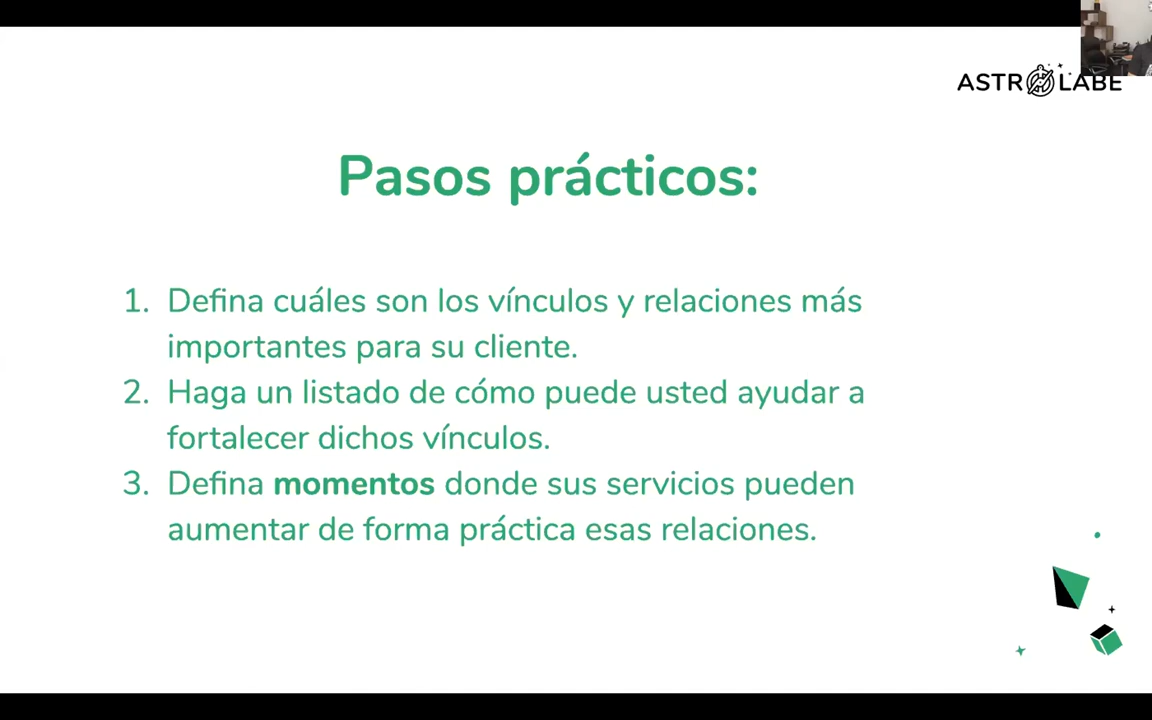 ASTROLABE
Pasos prácticos:
1. Defina cuáles son los vínculos y relaciones más
importantes para su cliente.
2. Haga un listado de cómo puede usted ayudar a
fortalecer dichos vínculos.
3. Defina momentos donde sus servicios pueden
aumentar de forma práctica esas relaciones.